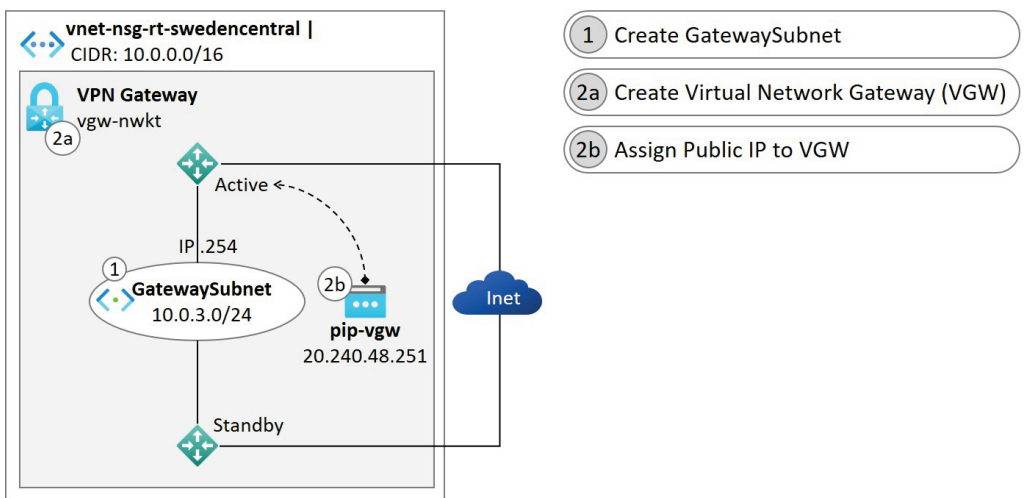 vnet-nsg-rt-swedencentral |
CIDR: 10.0.0.0/16
VPN Gateway
vgw-nwkt
2a
Active
IP .254
1
GatewaySubnet
10.0.3.0/24
2b
pip-vgw
20.240.48.251
Inet
Standby
1 Create GatewaySubnet
2a Create Virtual Network Gateway (VGW)
2b Assign Public IP to VGW